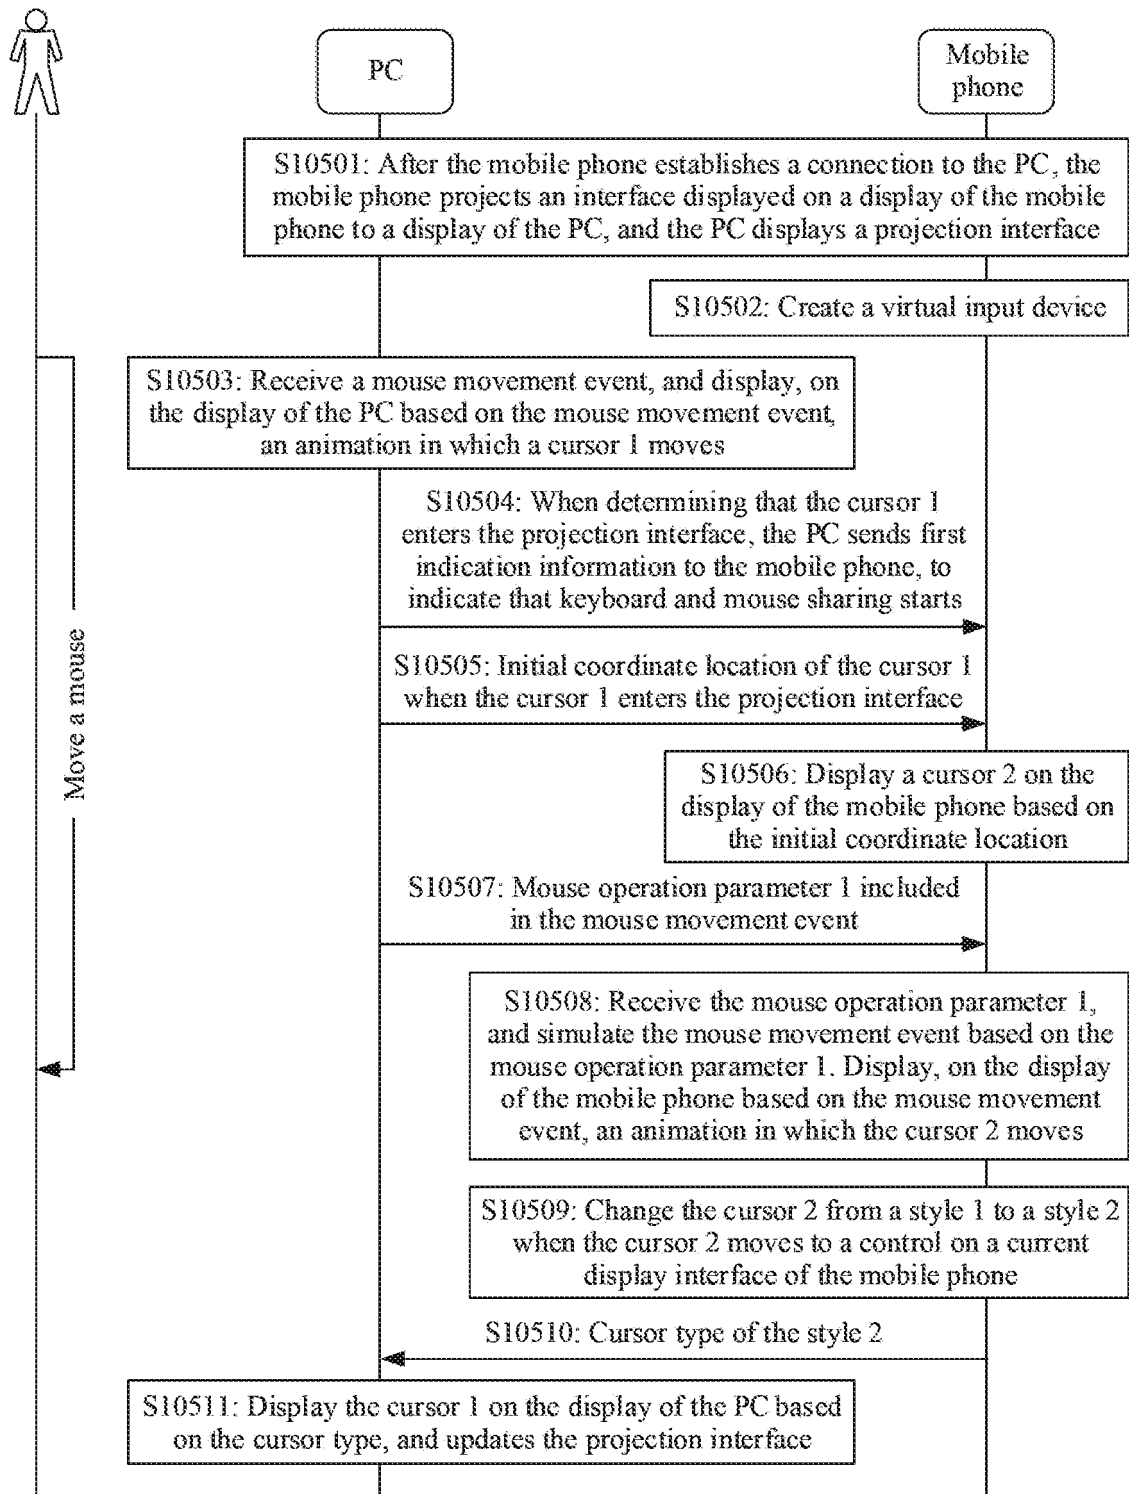 PC
Mobile
phone
S10501: After the mobile phone establishes a connection to the PC, the
mobile phone projects an interface displayed on a display of the mobile
phone to a display of the PC, and the PC displays a projection interface
S10502: Create a virtual input device
S10503: Receive a mouse movement event, and display, on
the display of the PC based on the mouse movement event,
an animation in which a cursor 1 moves
S10504: When determining that the cursor 1
enters the projection interface, the PC sends first
indication information to the mobile phone, to
indicate that keyboard and mouse sharing starts
S10505: Initial coordinate location of the cursor 1
when the cursor 1 enters the projection interface
Move a mouse
S10506: Display a cursor 2 on the
display of the mobile phone based on
the initial coordinate location
S10507: Mouse operation parameter 1 included
in the mouse movement event
S10508: Receive the mouse operation parameter 1,
and simulate the mouse movement event based on the
mouse operation parameter 1. Display, on the display
of the mobile phone based on the mouse movement
event, an animation in which the cursor 2 moves
S10509: Change the cursor 2 from a style 1 to a style 2
when the cursor 2 moves to a control on a current
display interface of the mobile phone
S10510: Cursor type of the style 2
S10511: Display the cursor 1 on the display of the PC based
on the cursor type, and updates the projection interface